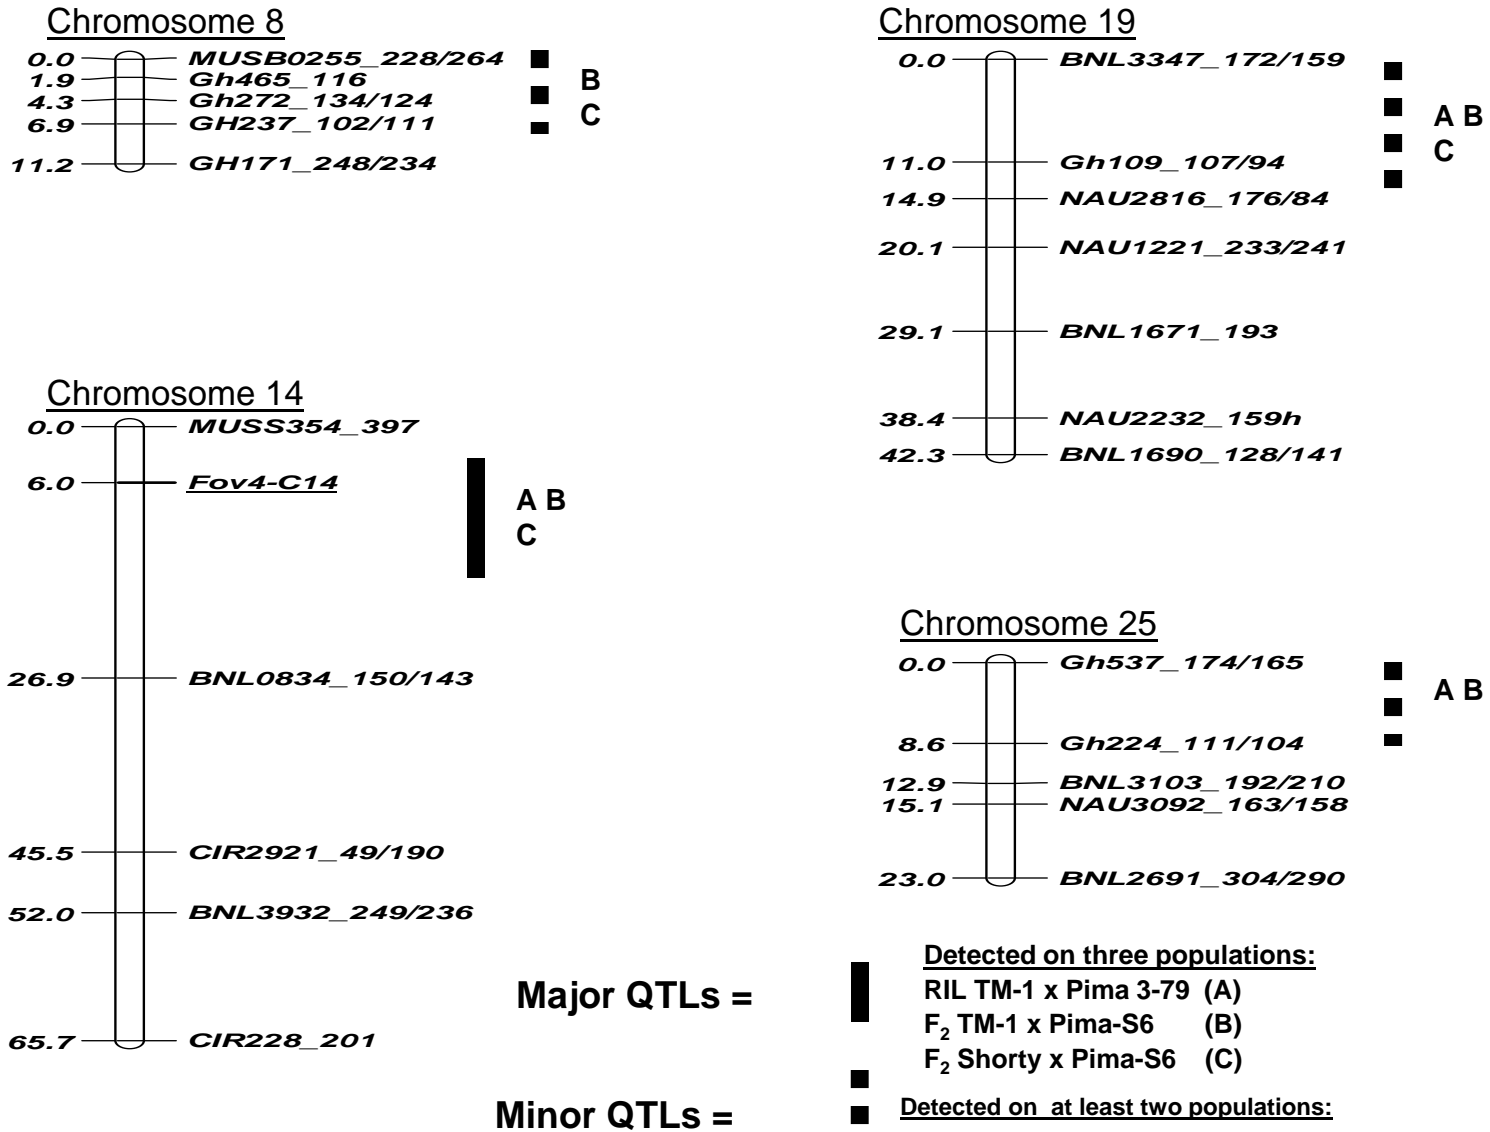 Chromosome 8
0.0 MUSB0255_228/264
1.9 Gh465_116
4.3 Gh272_134/124
6.9 GH237_102/111
11.2 GH171_248/234
B
C
Chromosome 14
0.0 MUSS354_397
6.0 Fov4-C14
26.9 BNL0834_150/143
45.5 CIR2921_49/190
52.0 BNL3932_249/236
65.7 CIR228_201
A B
C
Chromosome 19
0.0 BNL3347_172/159
11.0 Gh109_107/94
14.9 NAU2816_176/84
20.1 NAU1221_233/241
29.1 BNL1671_193
38.4 NAU2232_159h
42.3 BNL1690_128/141
A B
C
Chromosome 25
0.0 Gh537_174/165
8.6 Gh224_111/104
12.9 BNL3103_192/210
15.1 NAU3092_163/158
23.0 BNL2691_304/290
A B
Major QTLs =
Detected on three populations:
RIL TM-1 x Pima 3-79 (A)
F₂ TM-1 x Pima-S6 (B)
F₂ Shorty x Pima-S6 (C)
Minor QTLs =
Detected on at least two populations: